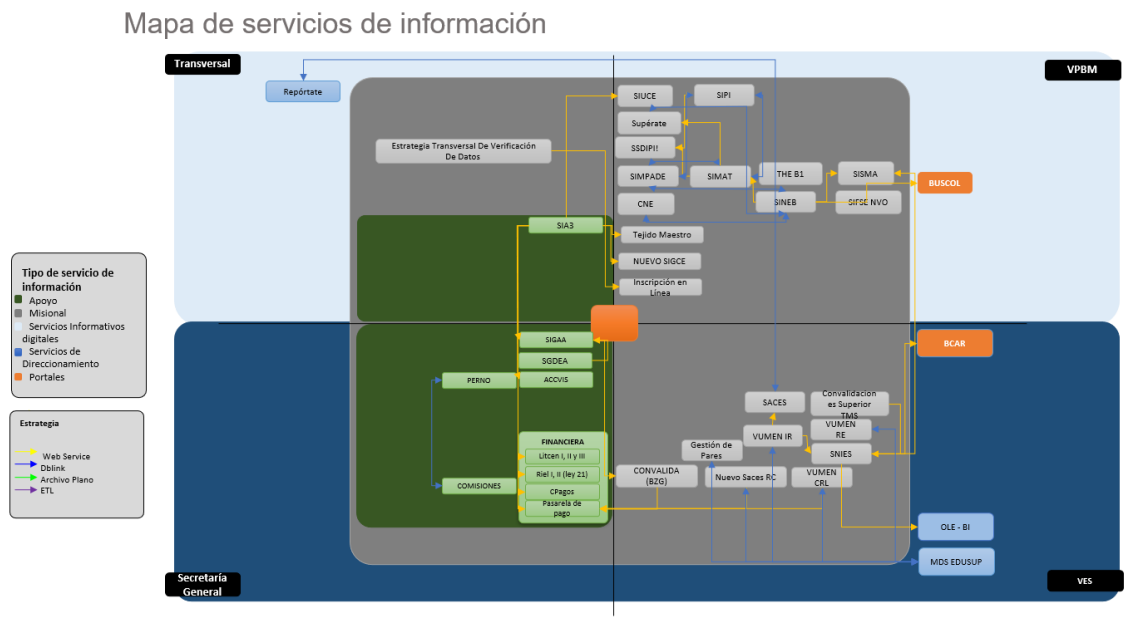 Mapa de servicios de información
Transversal
VPBM
Repórtate
SIUCE
SIPI
Supérate
Estrategia Transversal De Verificación
De Datos
SSDIPI!
SIMPADE
SIMAT
THE B1
SISMA
BUSCOL
CNE
SINEB
SIFSE NVO
SIA3
Tejido Maestro
NUEVO SIGCE
Inscripción en
Línea
Tipo de servicio de
información
Apoyo
Misional
Servicios Informativos
digitales
Servicios de
Direccionamiento
Portales
SIGAA
SGDEA
ACCVIS
PERNO
BCAR
Estrategia
Web Service
Dblink
Archivo Plano
ETL
SACES
Convalidacion
es Superior
TMS
VUMEN
RE
VUMEN IR
Gestión de
Pares
SNIES
FINANCIERA
Litcen I, II y III
Riel I, II (ley 21)
CPagos
Pasarela de
pago
COMISIONES
CONVALIDA
(BZG)
Nuevo Saces RC
VUMEN
CRL
OLE - BI
MDS EDUSUP
Secretaría
General
VES